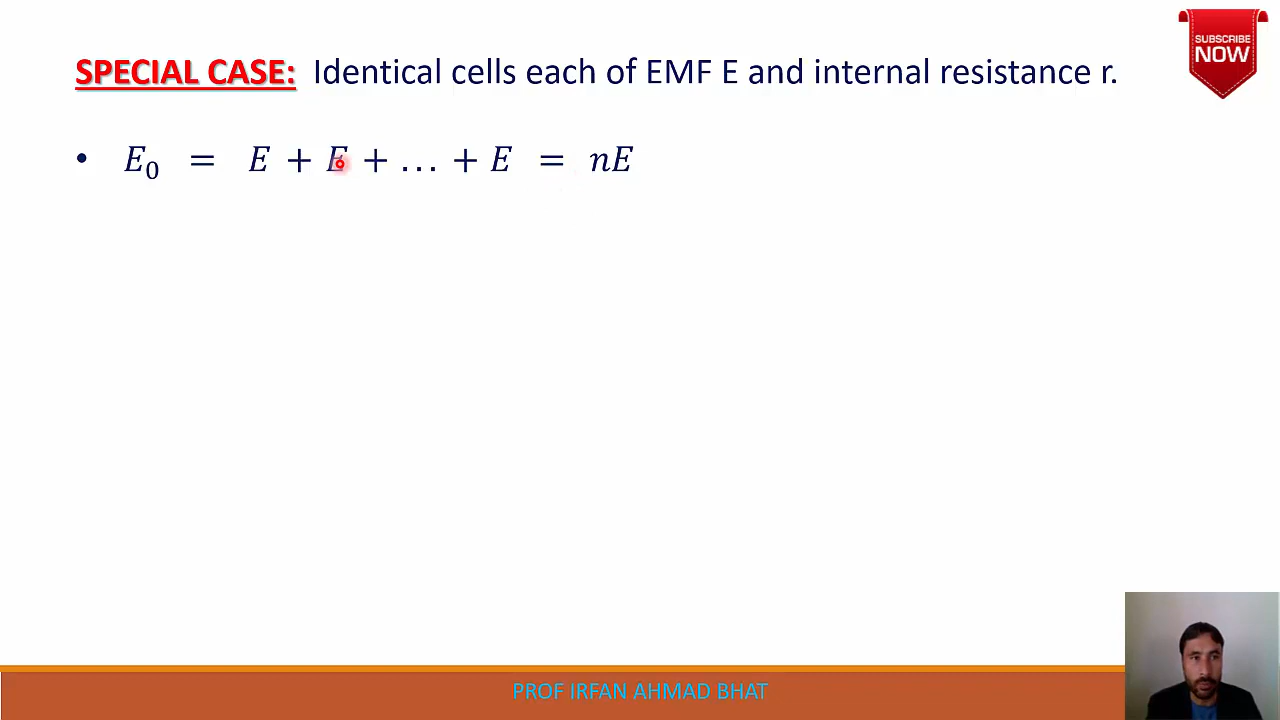 SPECIAL CASE: Identical cells each of EMF E and internal resistance r.
SUBSCRIBE
NOW
• E₀ = E + E + … + E = nE
PROF IRFAN AHMAD BHAT